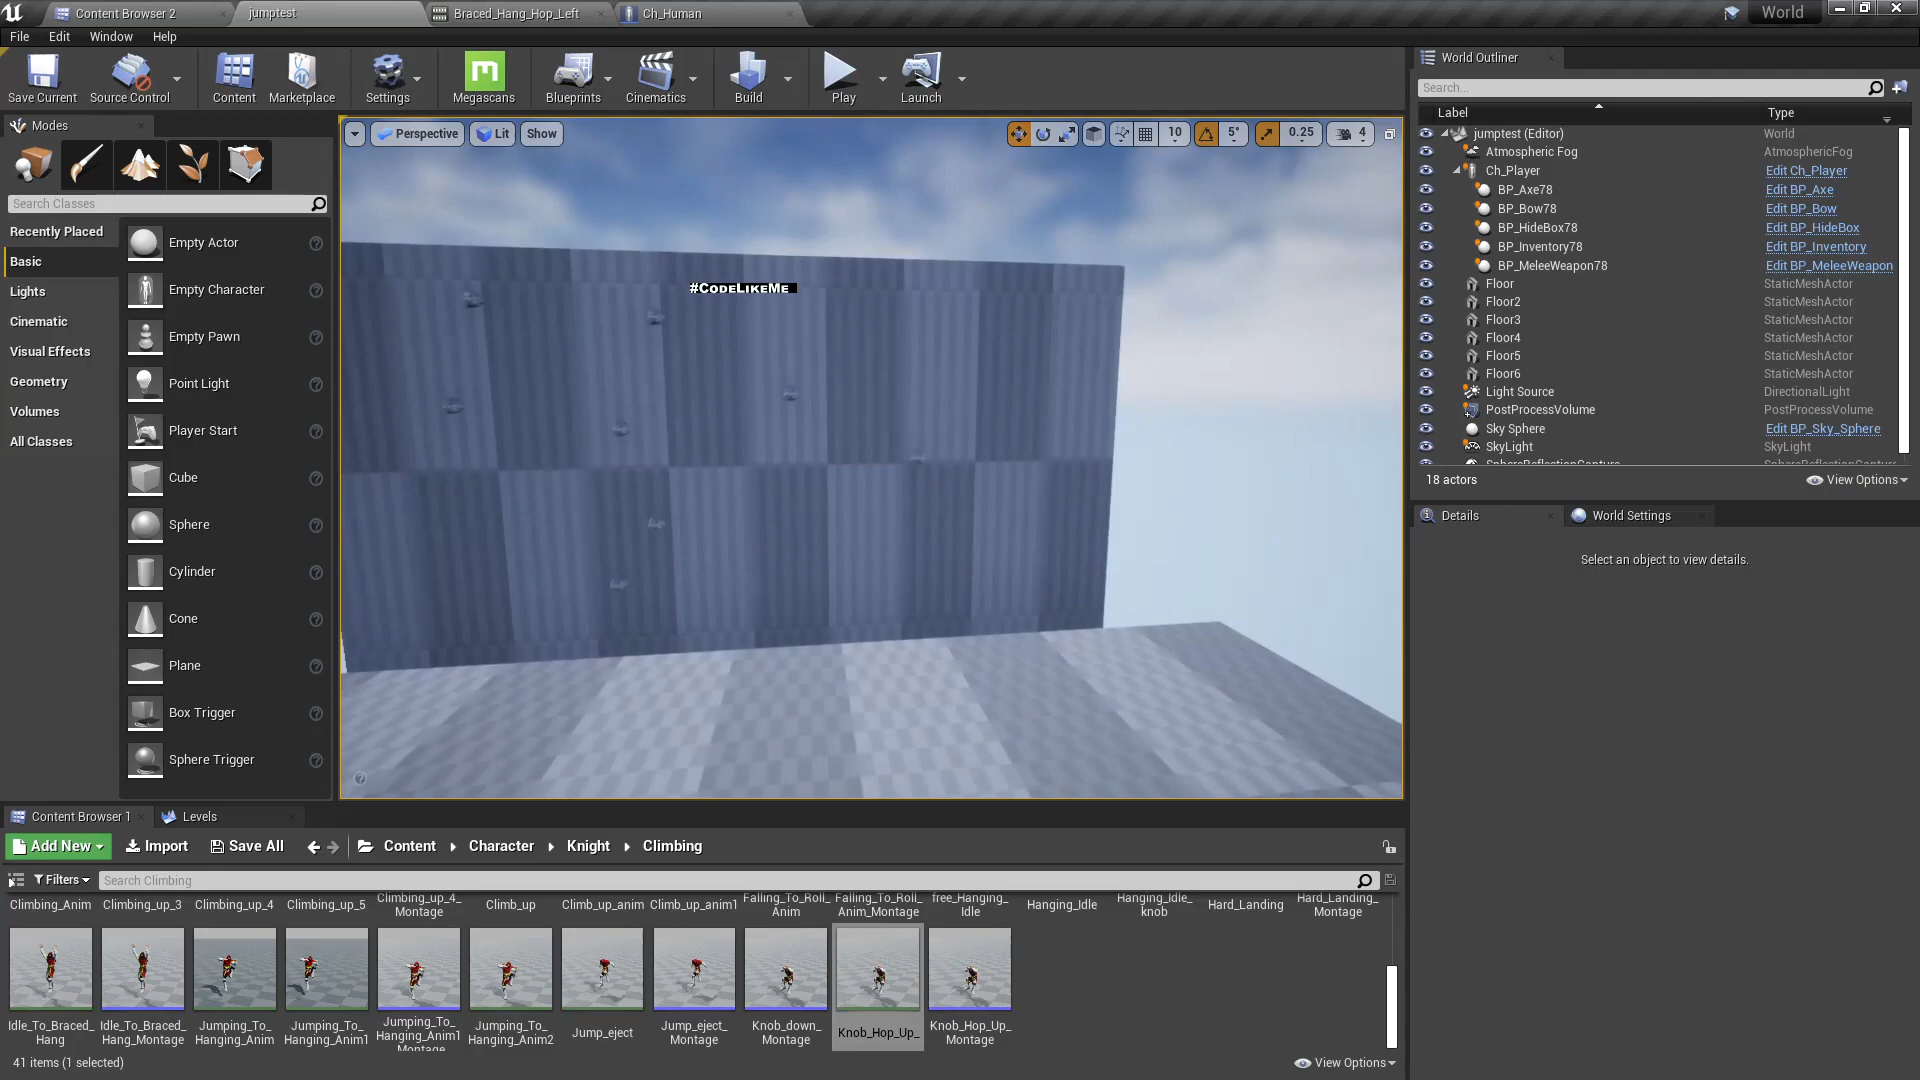 Content Browser 2
jumptest
Braced_Hang_Hop_Left
Ch_Human
World
File
Edit
Window
Help
Save Current
Source Control
Content
Marketplace
Settings
Megascans
Blueprints
Cinematics
Build
Play
Launch
Modes
Search Classes
Recently Placed
Basic
Lights
Cinematic
Visual Effects
Geometry
Volumes
All Classes
Empty Actor
Empty Character
Empty Pawn
Point Light
Player Start
Cube
Sphere
Cylinder
Cone
Plane
Box Trigger
Sphere Trigger
Perspective
Lit
Show
10
5°
0.25
4
#CodeLikeMe
World Outliner
Search...
Label Type
jumptest (Editor) World
Atmospheric Fog AtmosphericFog
Ch_Player Edit Ch_Player
BP_Axe78 Edit BP_Axe
BP_Bow78 Edit BP_Bow
BP_HideBox78 Edit BP_HideBox
BP_Inventory78 Edit BP_Inventory
BP_MeleeWeapon78 Edit BP_MeleeWeapon
Floor StaticMeshActor
Floor2 StaticMeshActor
Floor3 StaticMeshActor
Floor4 StaticMeshActor
Floor5 StaticMeshActor
Floor6 StaticMeshActor
Light Source DirectionalLight
PostProcessVolume PostProcessVolume
Sky Sphere Edit BP_Sky_Sphere
SkyLight SkyLight
18 actors
View Options
Details
World Settings
Select an object to view details.
Content Browser 1
Levels
Add New
Import
Save All
Content
Character
Knight
Climbing
Filters
Search Climbing
Climbing_Anim
Climbing_up_3
Climbing_up_4
Climbing_up_5
Climbing_up_4_
Montage
Climb_up
Climb_up_anim
Climb_up_anim1
Falling_To_Roll_
Anim
Falling_To_Roll_
Anim_Montage
free_Hanging_
Idle
Hanging_Idle
Hanging_Idle_
knob
Hard_Landing
Hard_Landing_
Montage
Idle_To_Braced_
Hang
Idle_To_Braced_
Hang_Montage
Jumping_To_
Hanging_Anim
Jumping_To_
Hanging_Anim1
Jumping_To_
Hanging_Anim1
Montage
Jumping_To_
Hanging_Anim2
Jump_eject
Jump_eject_
Montage
Knob_down_
Montage
Knob_Hop_Up_
Knob_Hop_Up_
Montage
41 items (1 selected)
View Options